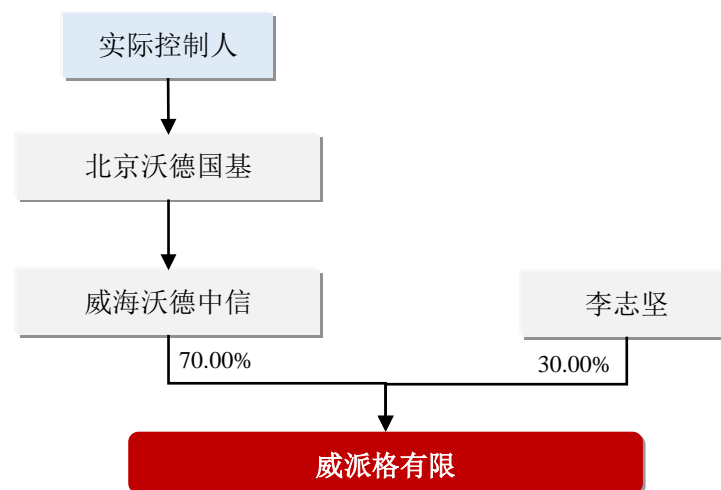 实际控制人
北京沃德国基
威海沃德中信
李志坚
70.00%
30.00%
威派格有限